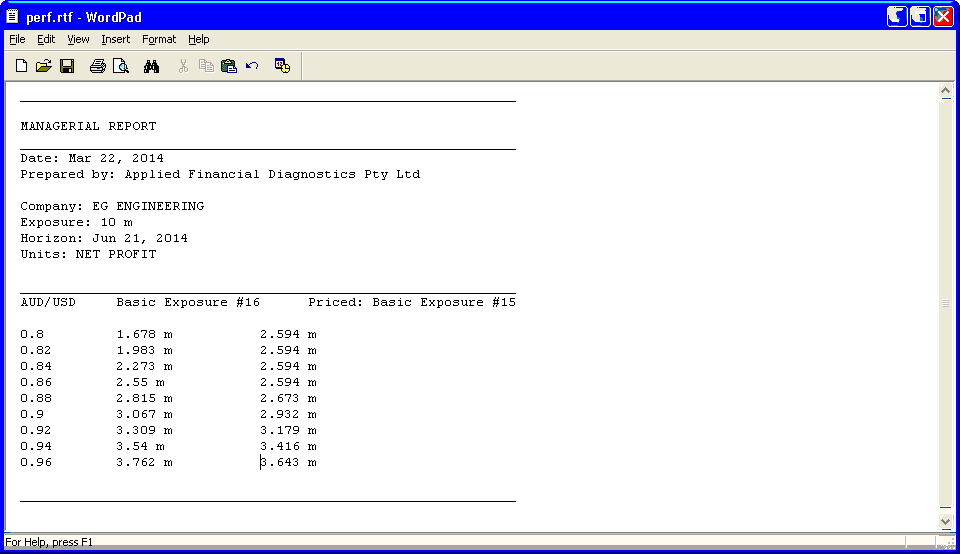 perf.rtf - WordPad
File Edit View Insert Format Help
MANAGERIAL REPORT
Date: Mar 22, 2014
Prepared by: Applied Financial Diagnostics Pty Ltd
Company: EG ENGINEERING
Exposure: 10 m
Horizon: Jun 21, 2014
Units: NET PROFIT
AUD/USD Basic Exposure #16 Priced: Basic Exposure #15
0.8 1.678 m 2.594 m
0.82 1.983 m 2.594 m
0.84 2.273 m 2.594 m
0.86 2.55 m 2.594 m
0.88 2.815 m 2.673 m
0.9 3.067 m 2.932 m
0.92 3.309 m 3.179 m
0.94 3.54 m 3.416 m
0.96 3.762 m 3.643 m
For Help, press F1